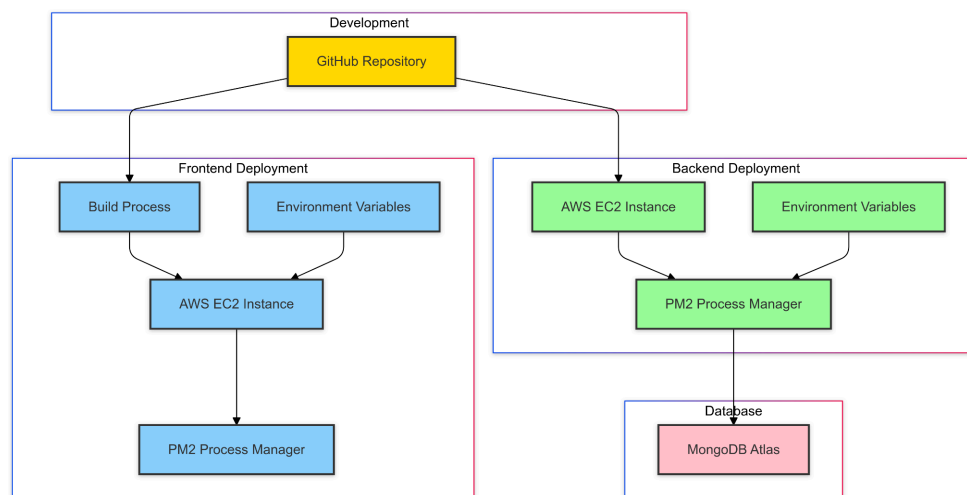 Development
GitHub Repository
Frontend Deployment
Build Process
Environment Variables
AWS EC2 Instance
PM2 Process Manager
Backend Deployment
AWS EC2 Instance
Environment Variables
PM2 Process Manager
Database
MongoDB Atlas